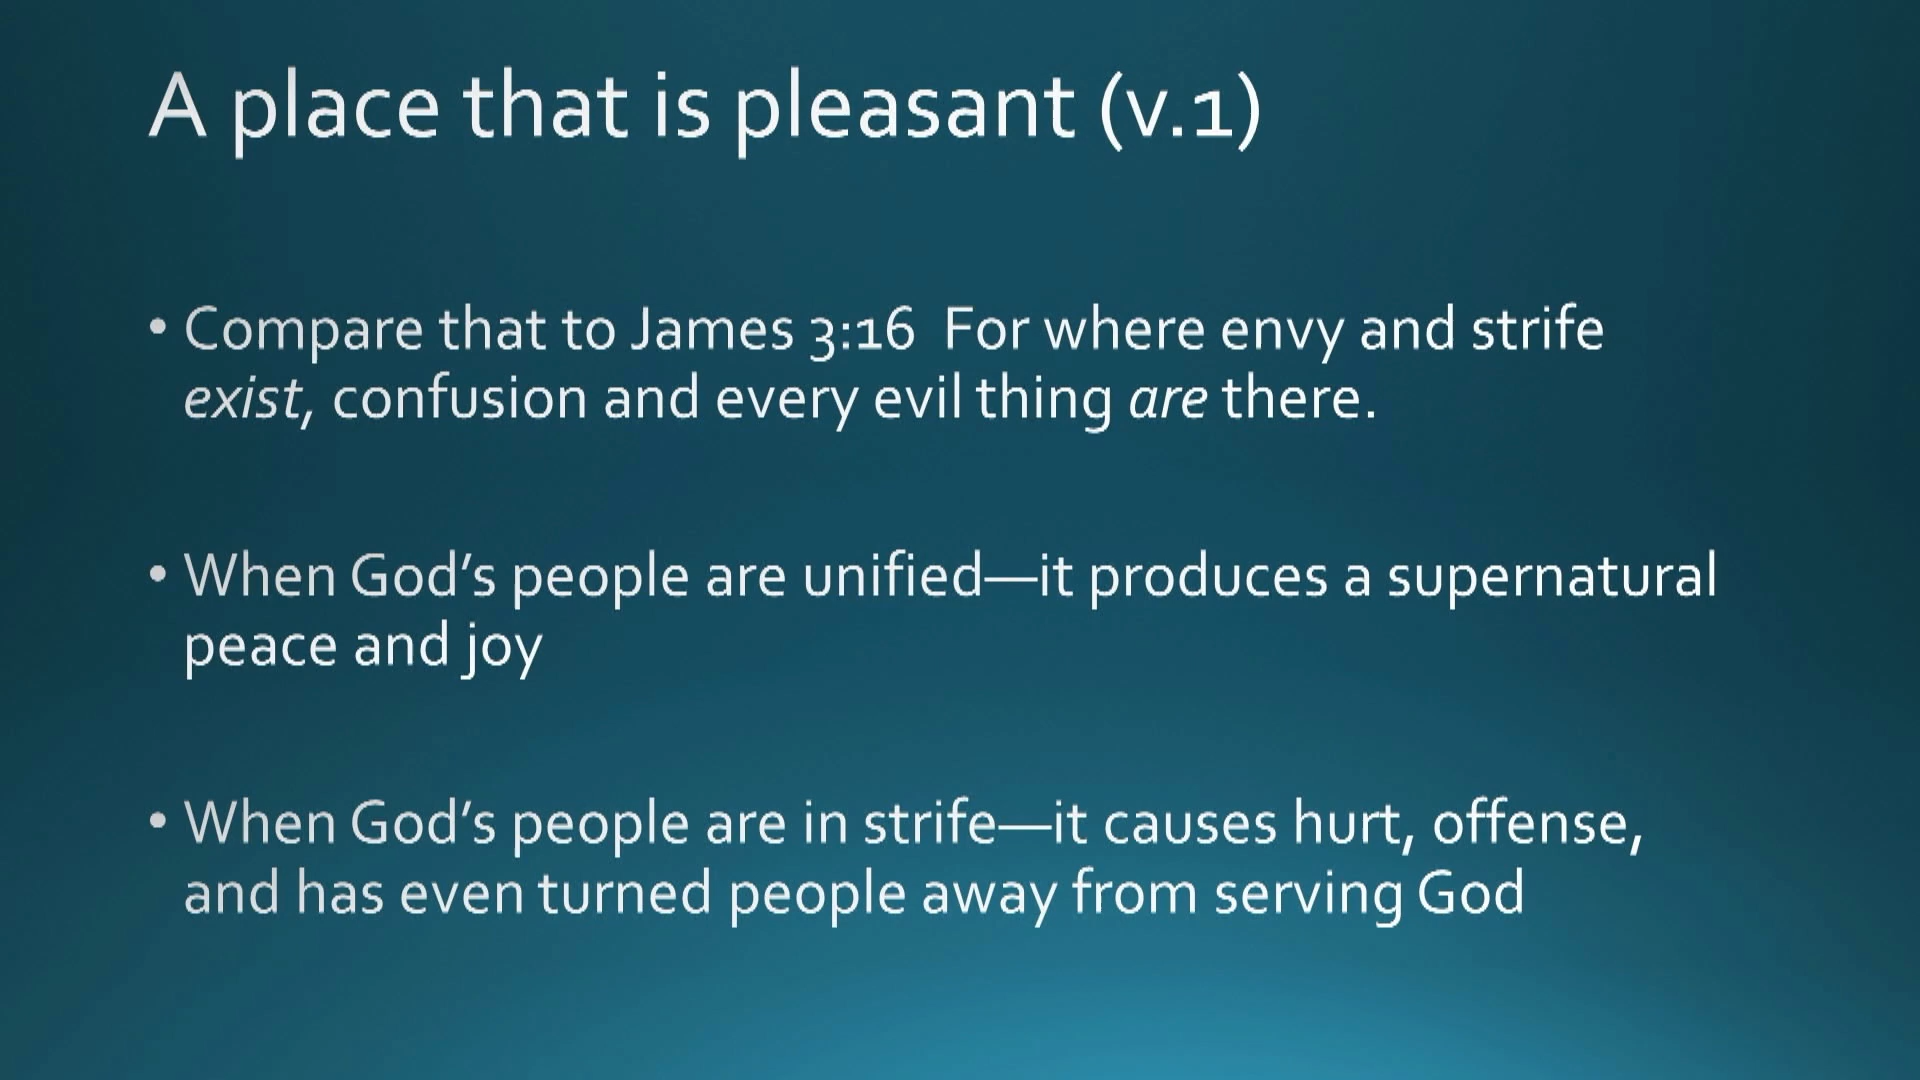 A place that is pleasant (v.1)
• Compare that to James 3:16  For where envy and strife
exist, confusion and every evil thing are there.
• When God’s people are unified—it produces a supernatural
peace and joy
• When God’s people are in strife—it causes hurt, offense,
and has even turned people away from serving God